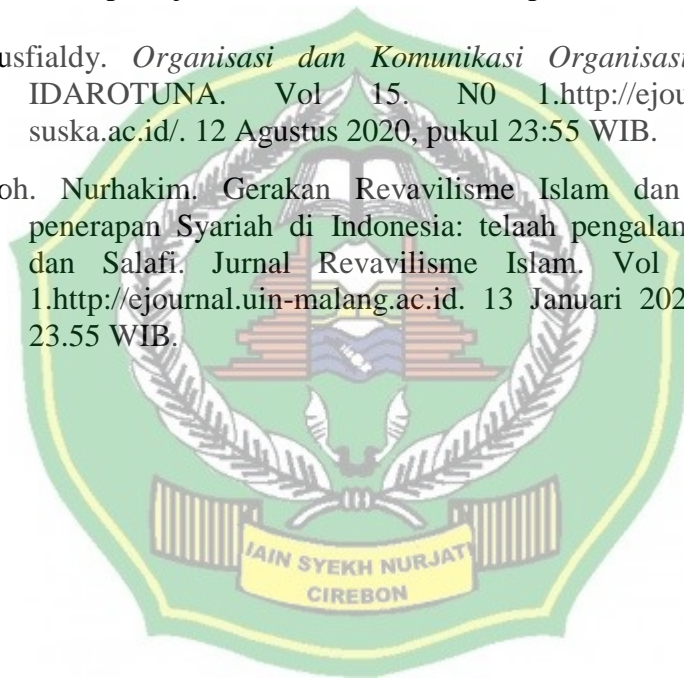 usfialdy. Organisasi dan Komunikasi Organisasi
IDAROTUNA. Vol 15. N0 1.http://ejou
suska.ac.id/. 12 Agustus 2020, pukul 23:55 WIB.
oh. Nurhakim. Gerakan Revavilisme Islam dan
penerapan Syariah di Indonesia: telaah pengalan
dan Salafi. Jurnal Revavilisme Islam. Vol
1.http://ejournal.uin-malang.ac.id. 13 Januari 202
23.55 WIB.
IAIN SYEKH NURJATI
CIREBON